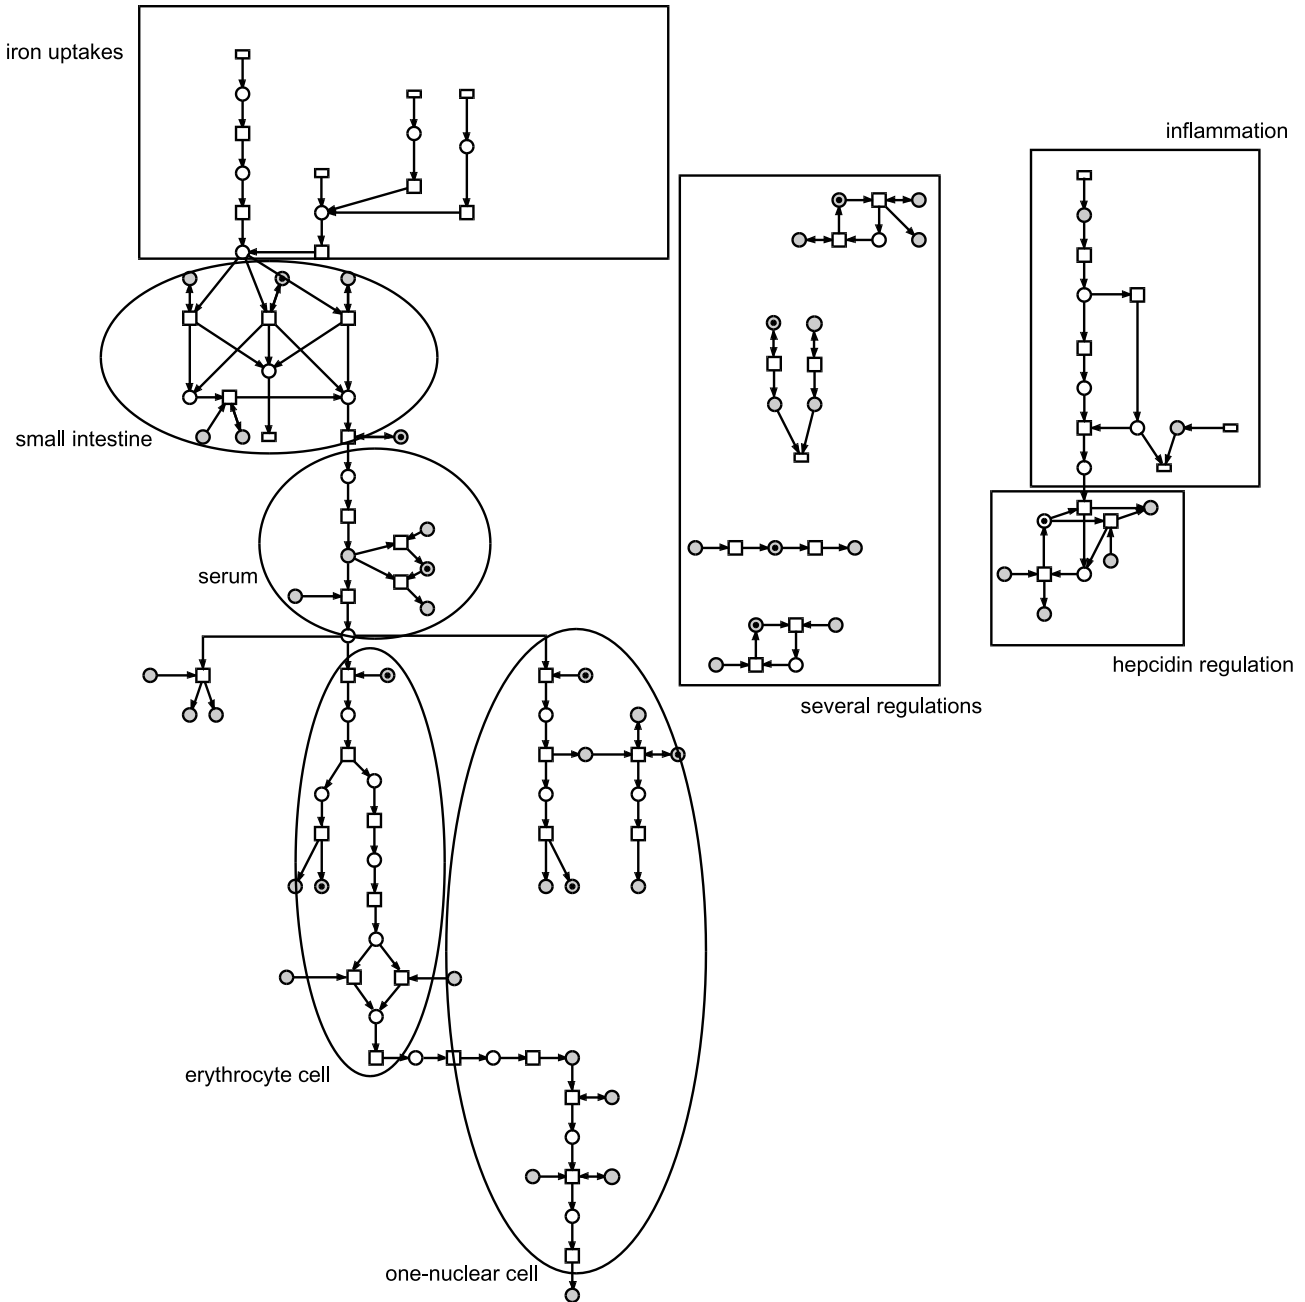 iron uptakes
inflammation
small intestine
serum
hepcidin regulation
several regulations
erythrocyte cell
one-nuclear cell